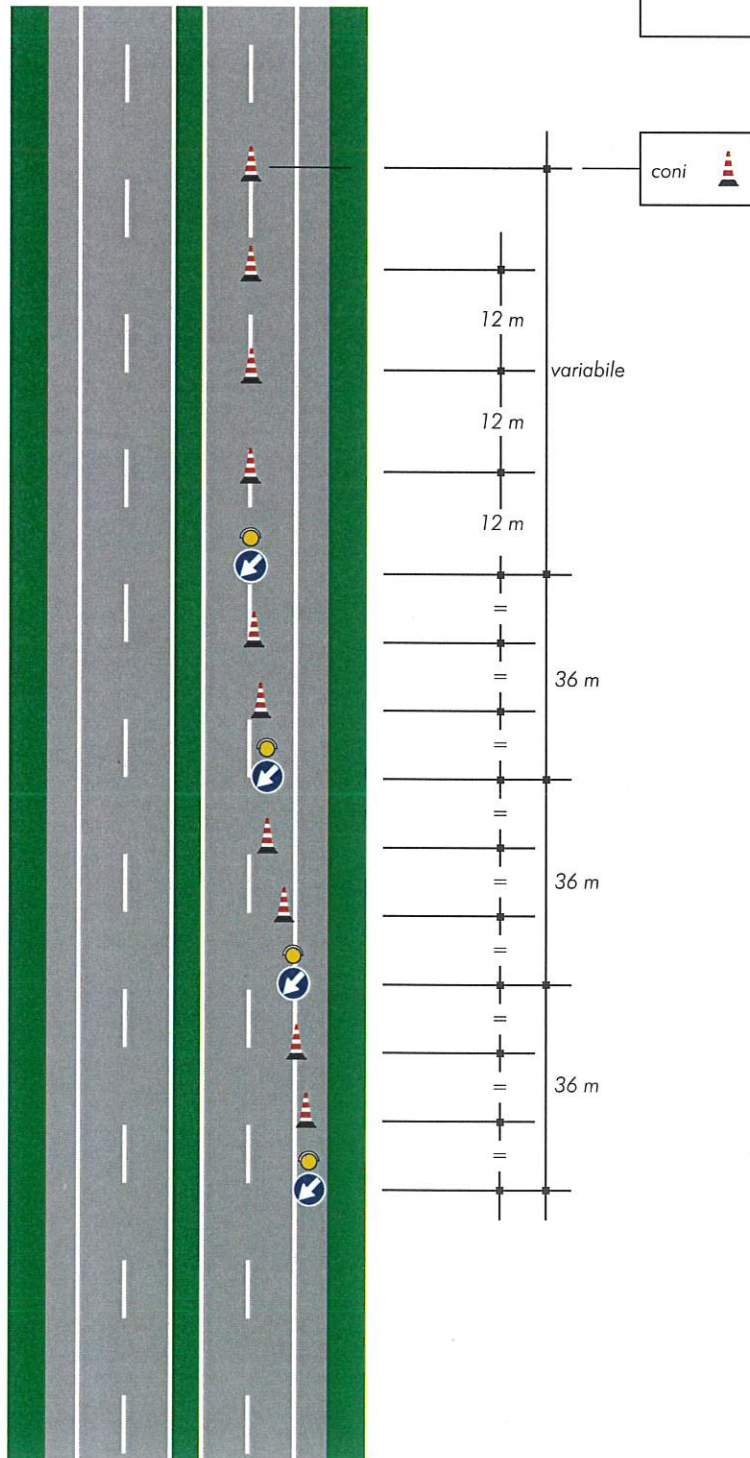 coni
12 m
variabile
12 m
12 m
=
=
36 m
=
=
=
36 m
=
=
=
36 m
=